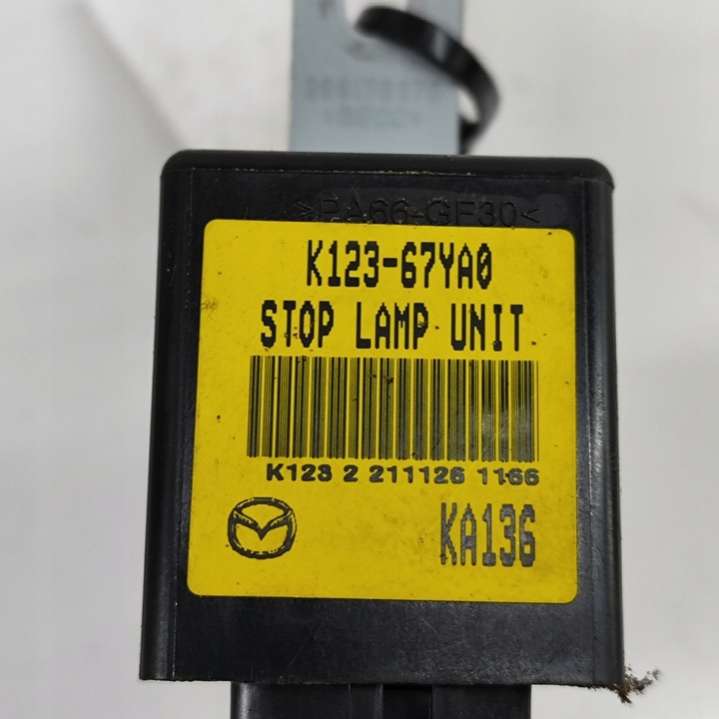 >PA66-GF30<
K123-67YA0
STOP LAMP UNIT
K123 2 211126 1166
KA136